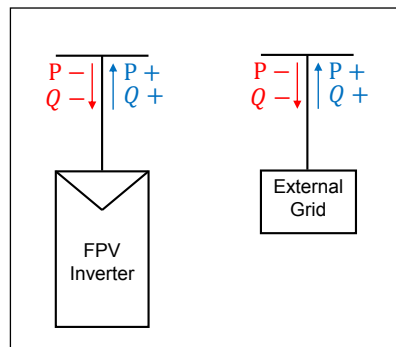 P − P +
Q − Q +
FPV
Inverter
P − P +
Q − Q +
External
Grid